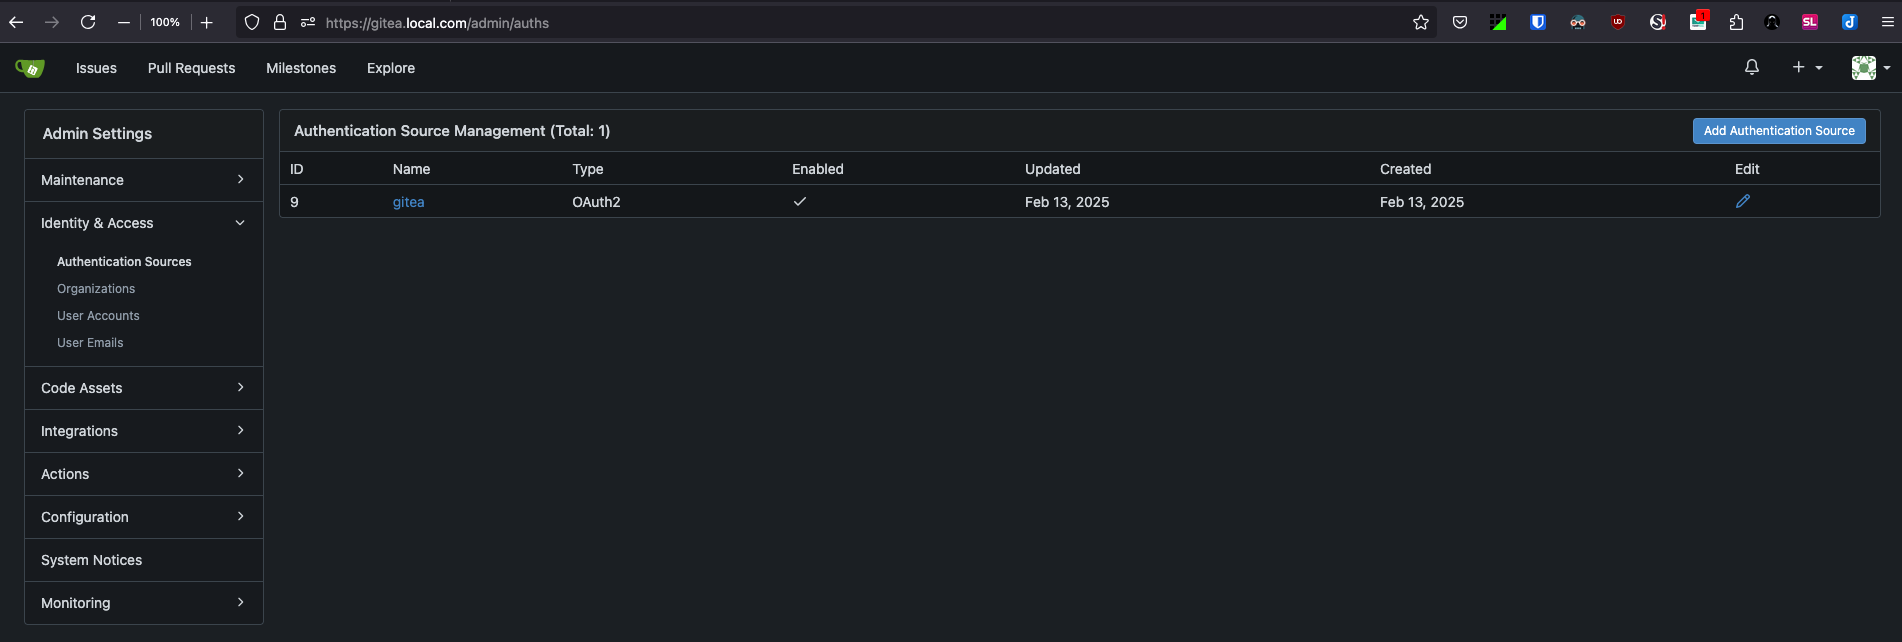 100%
https://gitea.local.com/admin/auths
1
SL
Issues Pull Requests Milestones Explore
Admin Settings
Maintenance
Identity & Access
Authentication Sources
Organizations
User Accounts
User Emails
Code Assets
Integrations
Actions
Configuration
System Notices
Monitoring
Authentication Source Management (Total: 1) Add Authentication Source
ID Name Type Enabled Updated Created Edit
9 gitea OAuth2 Feb 13, 2025 Feb 13, 2025